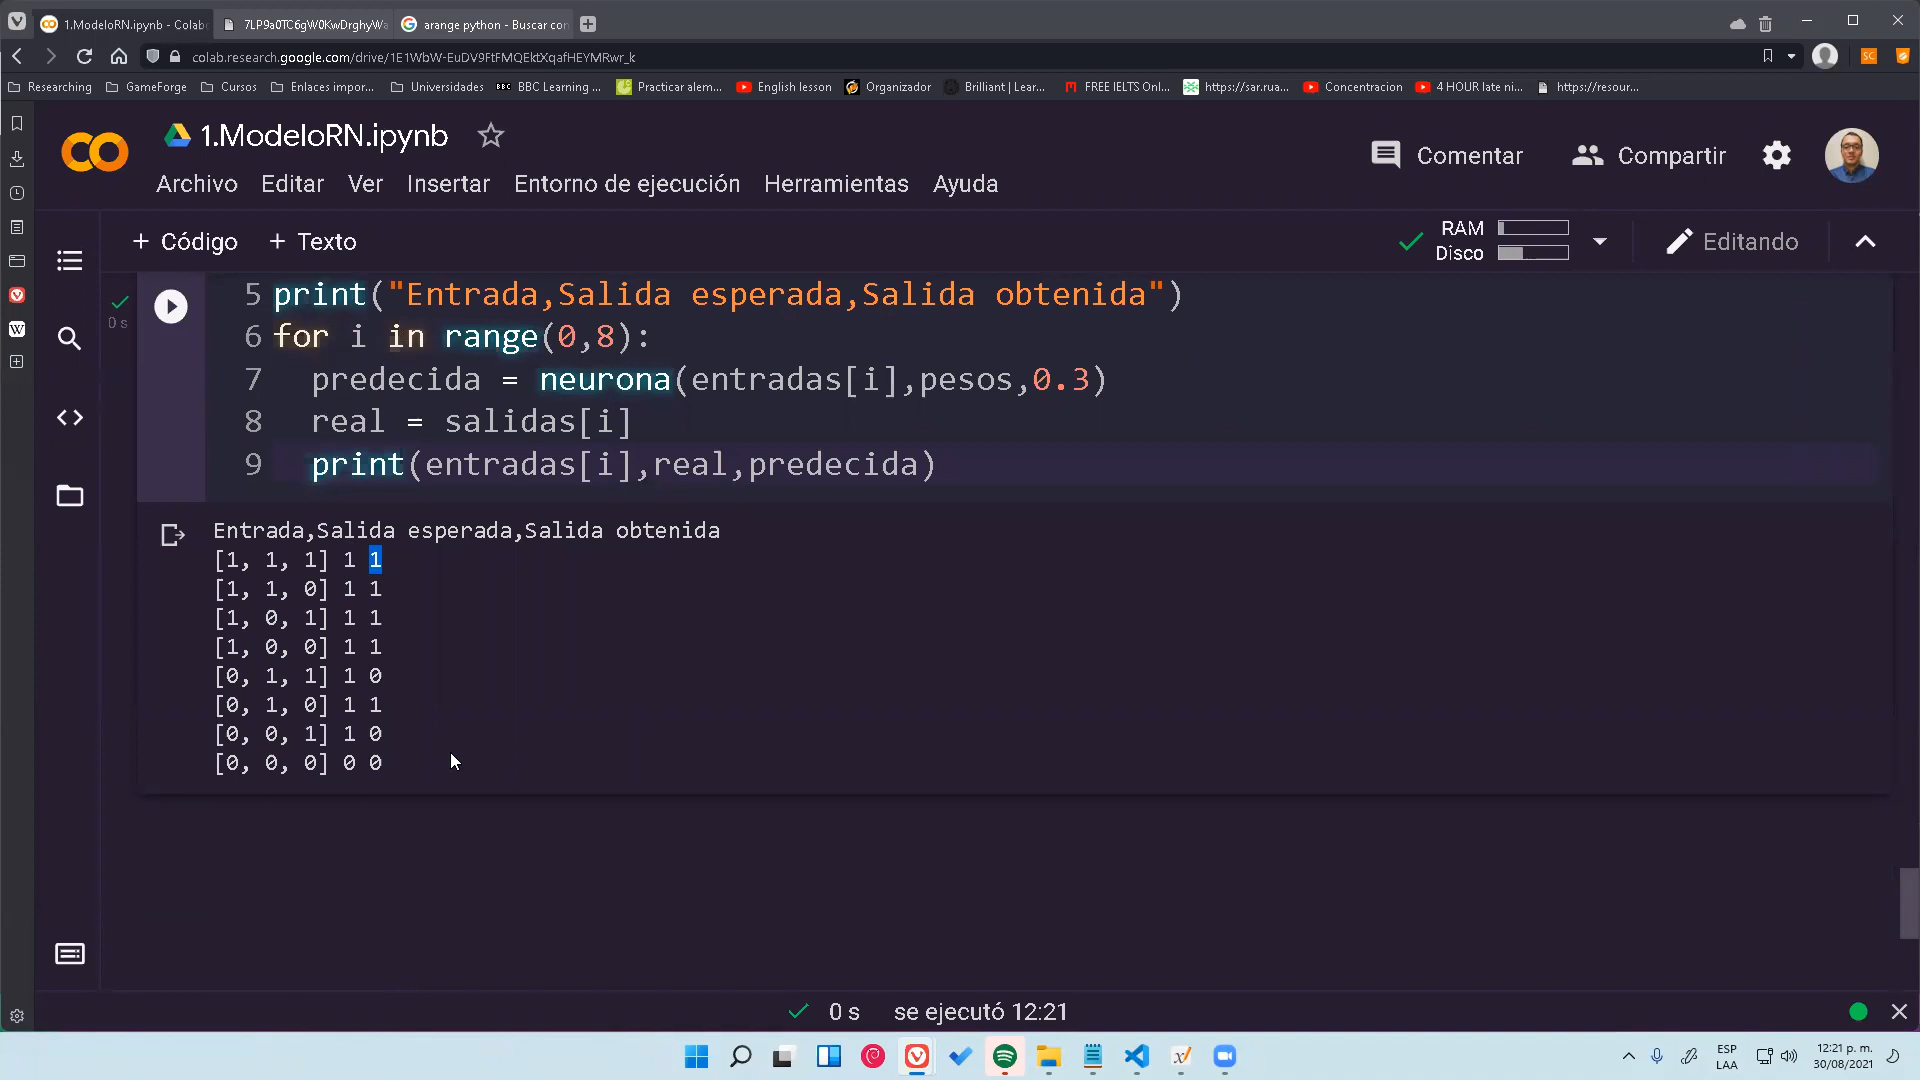 1.ModeloRN.ipynb - Colab
7LP9a0TC6gW0KwDrghyWa
arange python - Buscar con
colab.research.google.com/drive/1E1WbW-EuDV9FtFMQEktXqafHEYMRwr_k
SC
Researching
GameForge
Cursos
Enlaces impor...
Universidades
BBC
BBC Learning ...
Practicar alem...
English lesson
Organizador
Brilliant | Lear...
FREE IELTS Onl...
https://sar.rua...
Concentracion
4 HOUR late ni...
https://resour...
1.ModeloRN.ipynb
Comentar
Compartir
Archivo Editar Ver Insertar Entorno de ejecución Herramientas Ayuda
+ Código + Texto
RAM
Disco
Editando
0 s
5 print("Entrada,Salida esperada,Salida obtenida")
6 for i in range(0,8):
7 predecida = neurona(entradas[i],pesos,0.3)
8 real = salidas[i]
9 print(entradas[i],real,predecida)
Entrada,Salida esperada,Salida obtenida
[1, 1, 1] 1 1
[1, 1, 0] 1 1
[1, 0, 1] 1 1
[1, 0, 0] 1 1
[0, 1, 1] 1 0
[0, 1, 0] 1 1
[0, 0, 1] 1 0
[0, 0, 0] 0 0
0 s se ejecutó 12:21
ESP
LAA
12:21 p. m.
30/08/2021